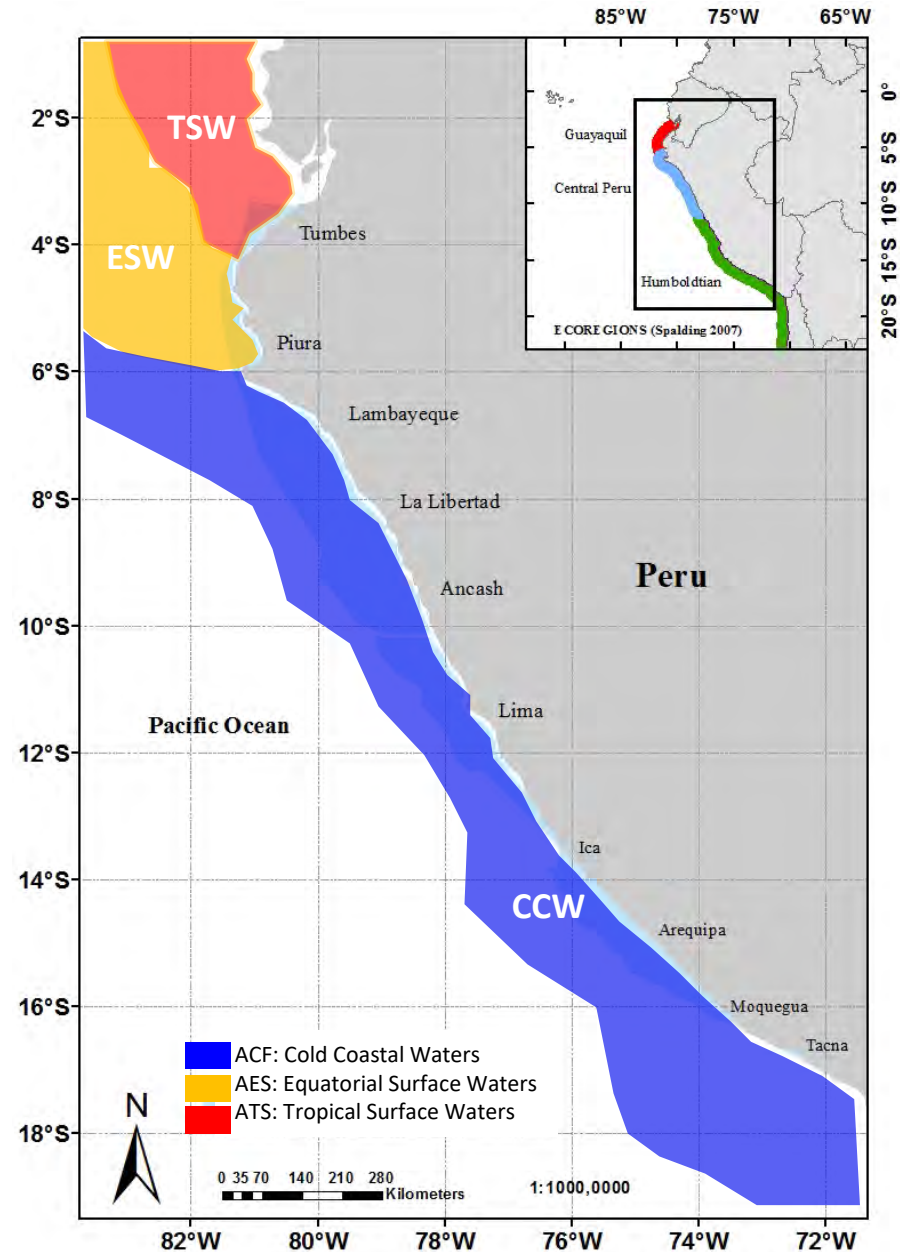 85°W 75°W 65°W
0°
5°S
10°S
15°S
20°S
Guayaquil
Central Peru
Humboldtian
ECOREGIONS (Spalding 2007)
2°S
4°S
6°S
8°S
10°S
12°S
14°S
16°S
18°S
TSW
ESW
CCW
Tumbes
Piura
Lambayeque
La Libertad
Ancash
Peru
Lima
Pacific Ocean
Ica
Arequipa
Moquegua
Tacna
ACF: Cold Coastal Waters
AES: Equatorial Surface Waters
ATS: Tropical Surface Waters
N
0 35 70 140 210 280
Kilometers
1:1000,0000
82°W 80°W 78°W 76°W 74°W 72°W